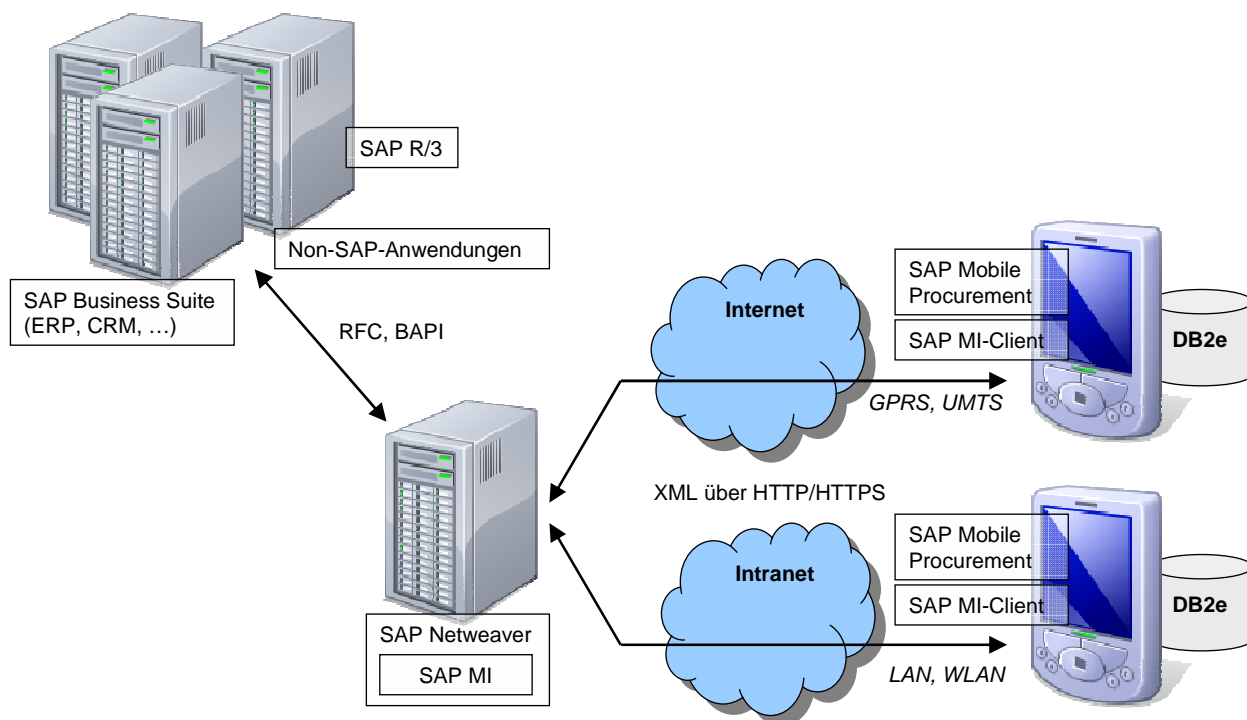 SAP R/3
Non-SAP-Anwendungen
SAP Business Suite
(ERP, CRM, …)
RFC, BAPI
SAP Netweaver
SAP MI
Internet
GPRS, UMTS
SAP Mobile
Procurement
SAP MI-Client
DB2e
XML über HTTP/HTTPS
Intranet
LAN, WLAN
SAP Mobile
Procurement
SAP MI-Client
DB2e